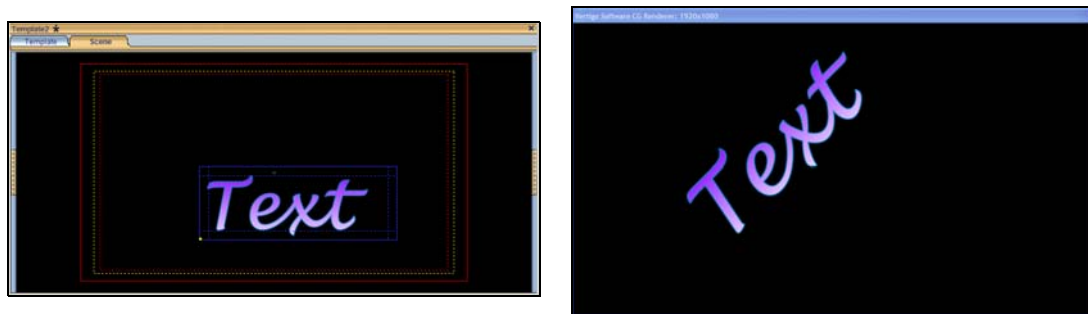 Template2 ★
Template
Scene
Text
Vertigo Software CG Renderer: 1920x1080
Text